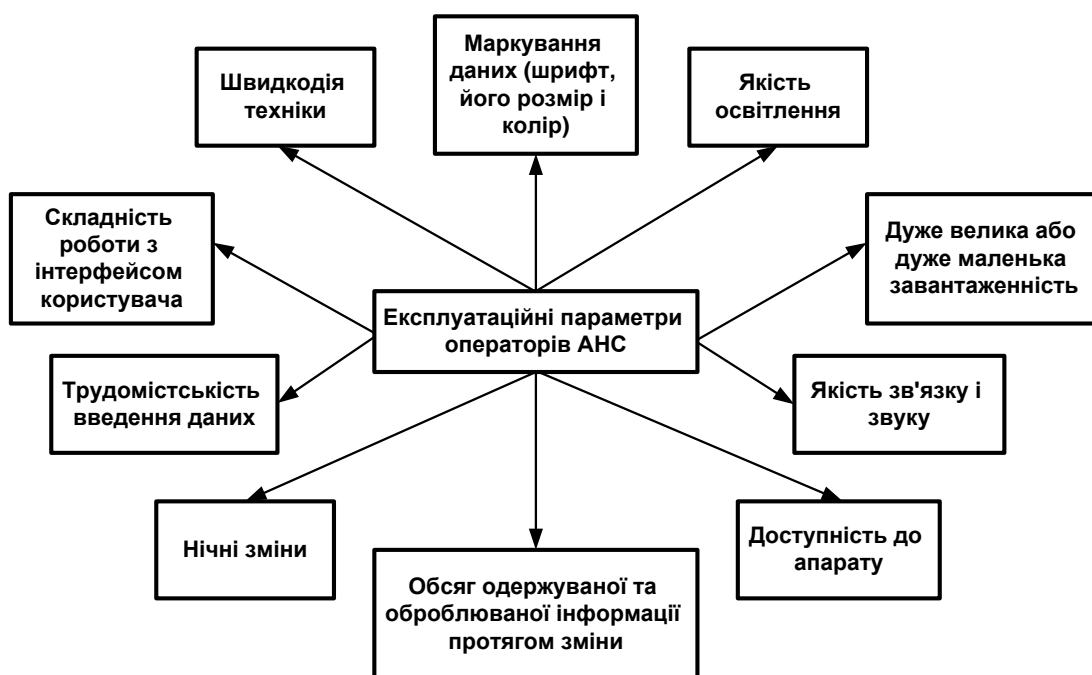 Швидкодія
техніки
Маркування
даних (шрифт,
його розмір і
колір)
Якість
освітлення
Складність
роботи з
інтерфейсом
користувача
Дуже велика або
дуже маленька
завантаженність
Експлуатаційні параметри
операторів АНС
Трудомістськість
введення даних
Якість зв'язку і
звуку
Нічні зміни
Обсяг одержуваної та
оброблюваної інформації
протягом зміни
Доступність до
апарату